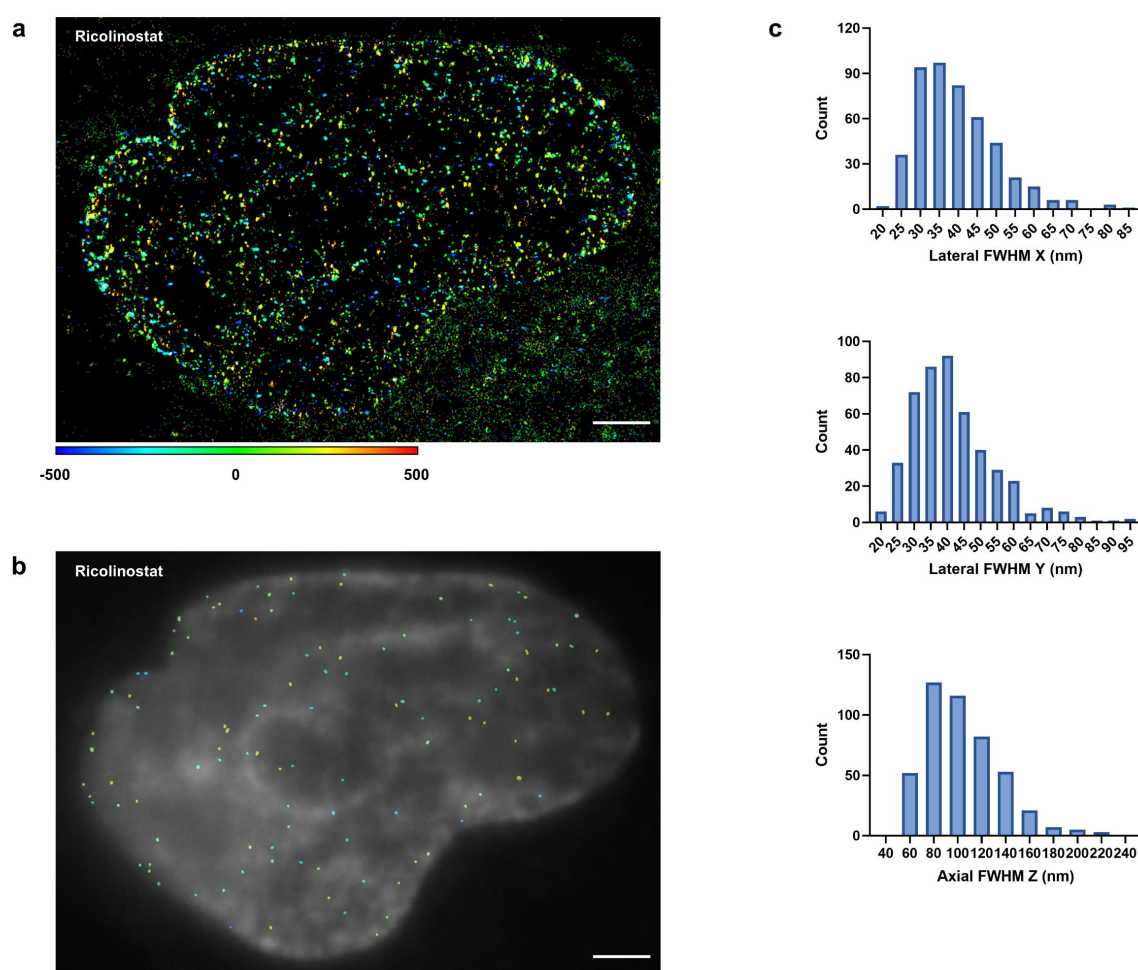 a
Ricolinostat
-500 0 500
b
Ricolinostat
c
120
90
60
30
0
Count
20 25 30 35 40 45 50 55 60 65 70 75 80 85
Lateral FWHM X (nm)
100
80
60
40
20
0
Count
20 25 30 35 40 45 50 55 60 65 70 75 80 85 90 95
Lateral FWHM Y (nm)
150
100
50
0
Count
40 60 80 100 120 140 160 180 200 220 240
Axial FWHM Z (nm)